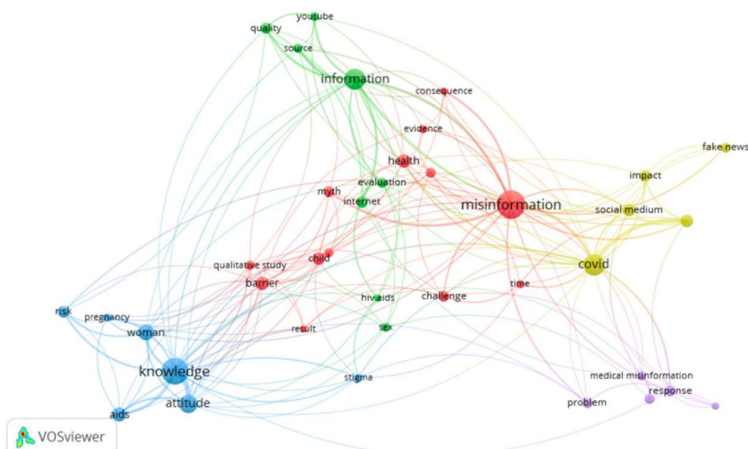 youtube
quality
source
information
consequence
evidence
health
evaluation
myth
internet
misinformation
fake news
impact
social medium
covid
qualitative study
child
barrier
hiv aids
challenge
time
result
sex
risk
pregnancy
woman
knowledge
attitude
aids
stigma
medical misinformation
response
problem
VOSviewer